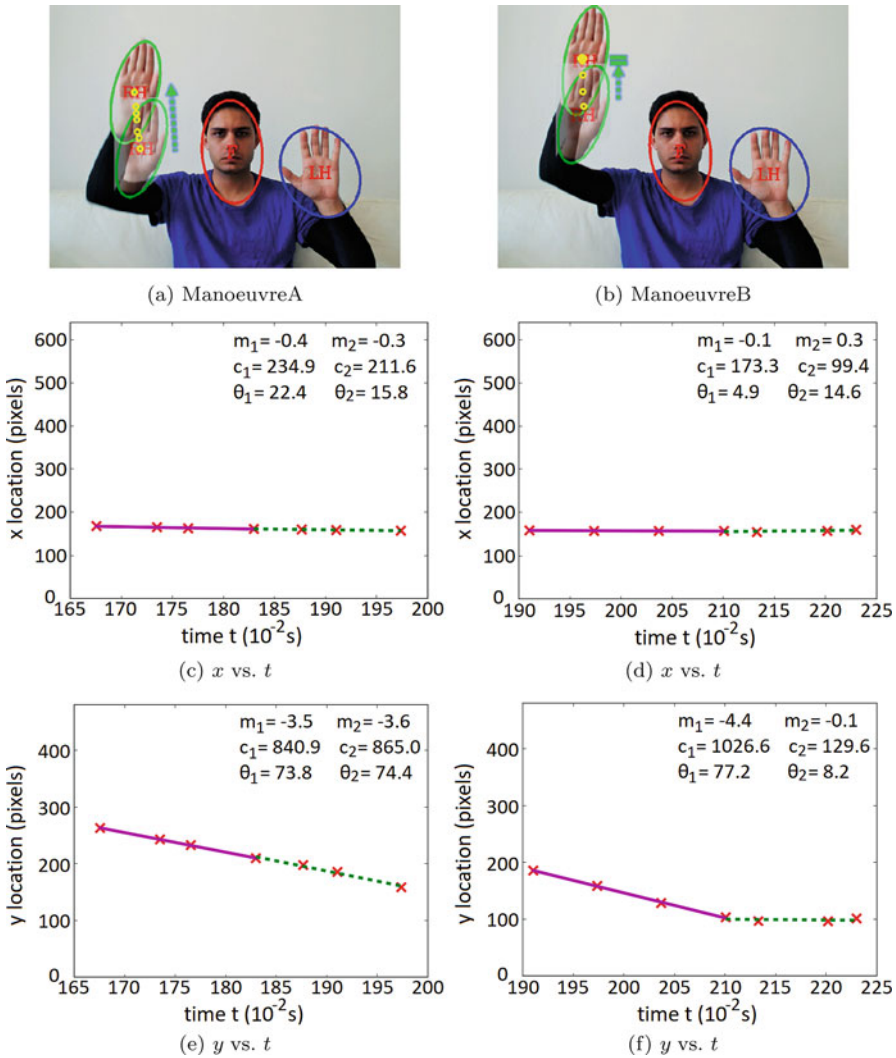 RH
RH
LH
RH
RH
LH
(a) ManoeuvreA
(b) ManoeuvreB
600
500
400
300
200
100
0
x location (pixels)
m1= -0.4 m2= -0.3
c1= 234.9 c2= 211.6
θ1= 22.4 θ2= 15.8
165 170 175 180 185 190 195 200
time t (10-2s)
(c) x vs. t
600
500
400
300
200
100
0
x location (pixels)
m1= -0.1 m2= 0.3
c1= 173.3 c2= 99.4
θ1= 4.9 θ2= 14.6
190 195 200 205 210 215 220 225
time t (10-2s)
(d) x vs. t
400
300
200
100
0
y location (pixels)
m1= -3.5 m2= -3.6
c1= 840.9 c2= 865.0
θ1= 73.8 θ2= 74.4
165 170 175 180 185 190 195 200
time t (10-2s)
(e) y vs. t
400
300
200
100
0
y location (pixels)
m1= -4.4 m2= -0.1
c1= 1026.6 c2= 129.6
θ1= 77.2 θ2= 8.2
190 195 200 205 210 215 220 225
time t (10-2s)
(f) y vs. t